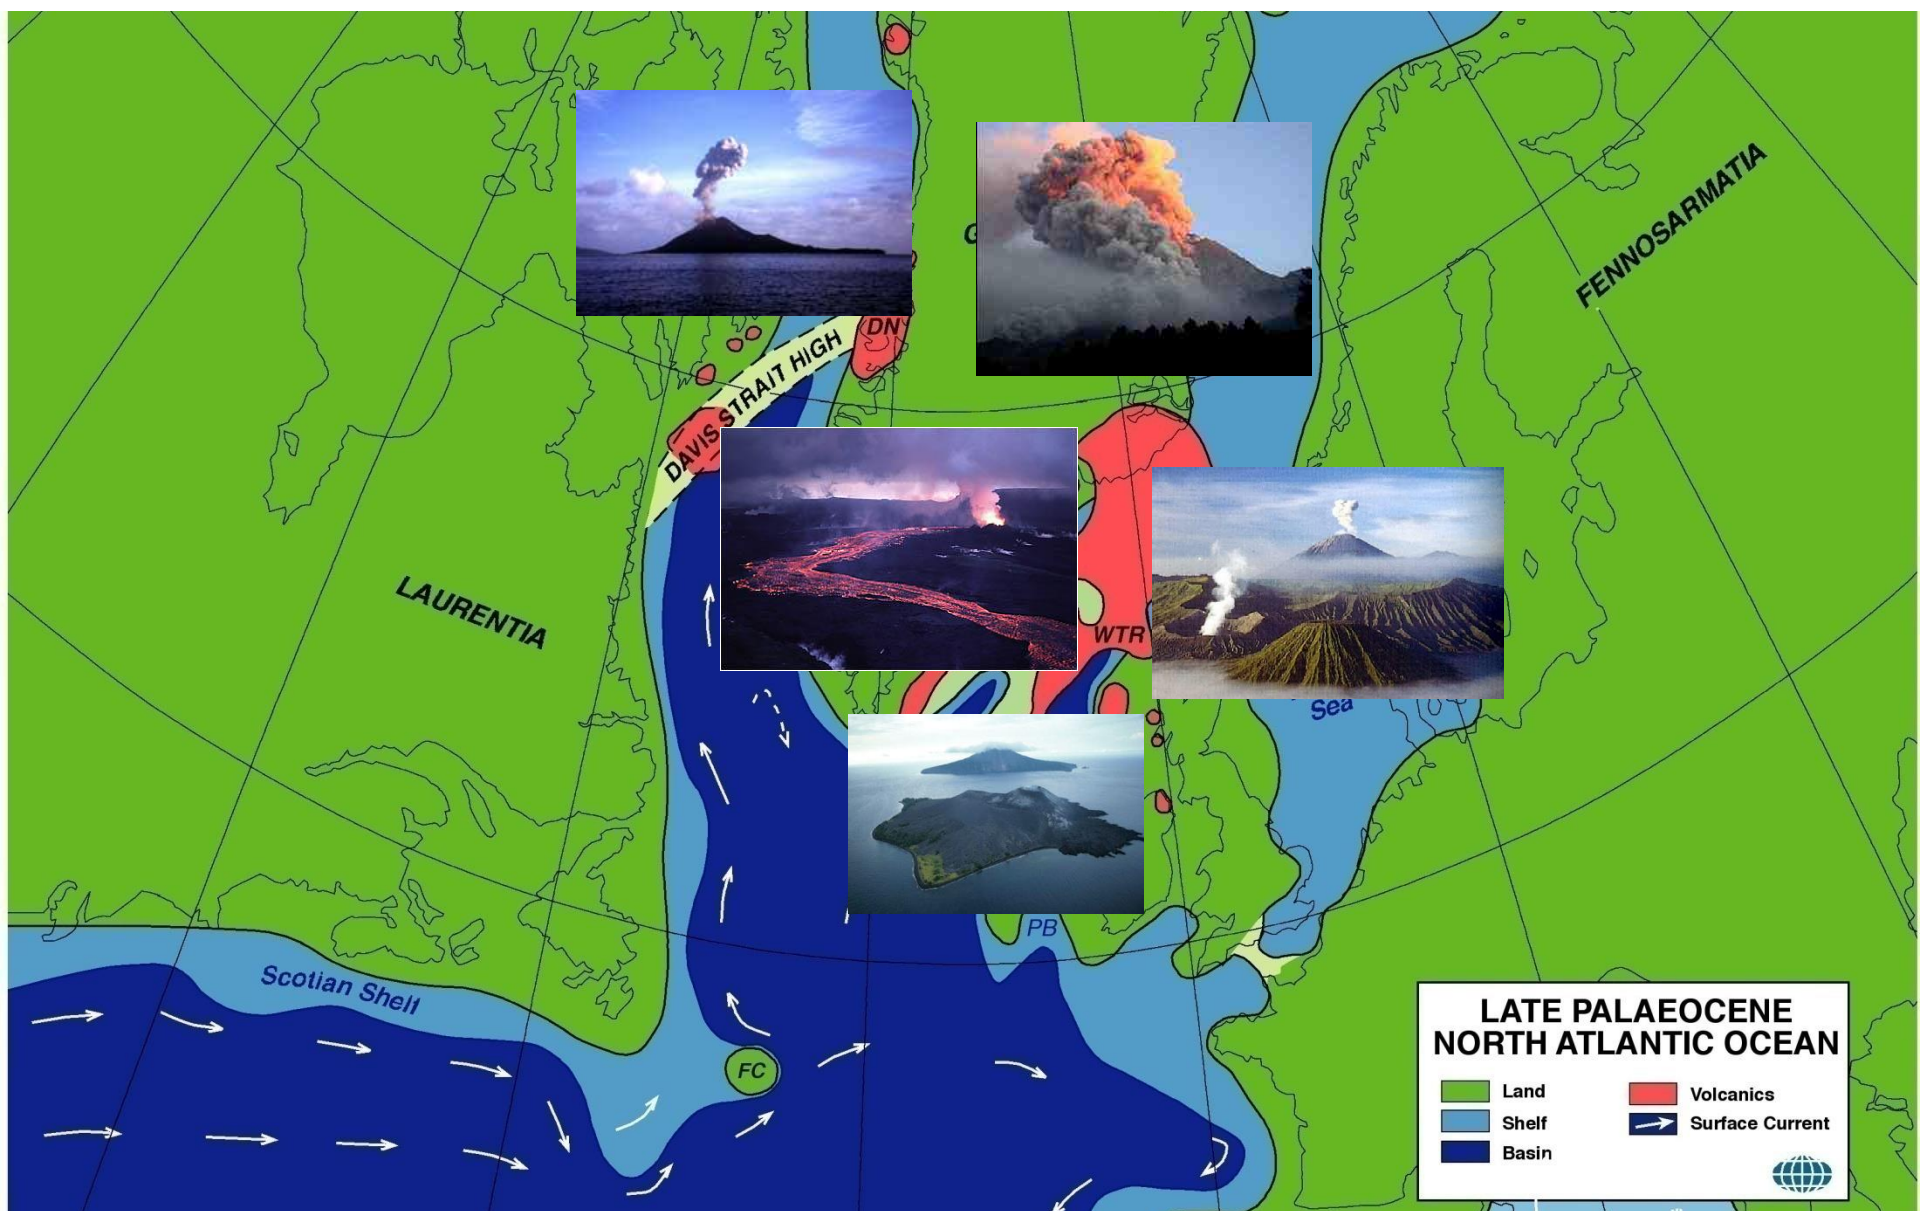 FENNOSARMATIA
G
DN
DAVIS STRAIT HIGH
LAURENTIA
WTR
Sea
PB
Scotian Shelf
FC
LATE PALAEOCENE
NORTH ATLANTIC OCEAN
Land
Volcanics
Shelf
Surface Current
Basin